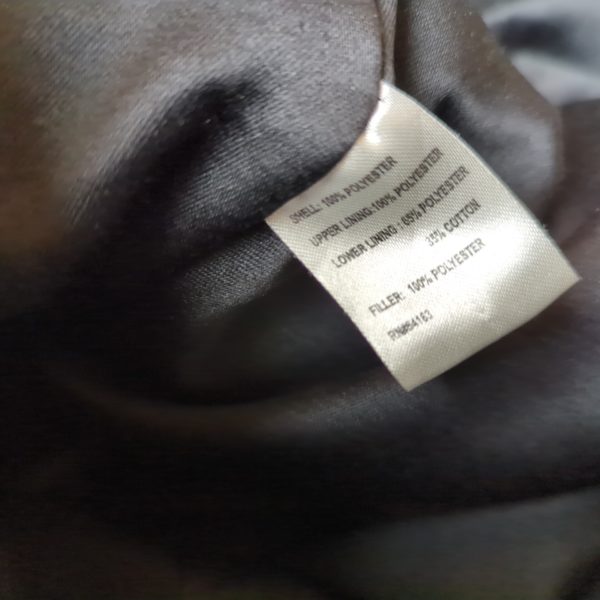 SHELL: 100% POLYESTER
UPPER LINING:100% POLYESTER
LOWER LINING : 65% POLYESTER
35% COTTON
FILLER: 100% POLYESTER